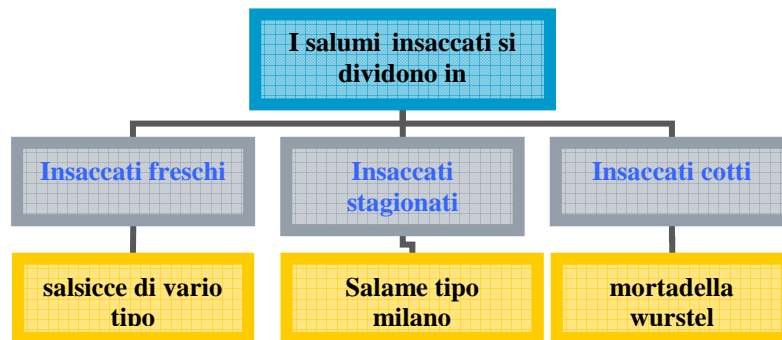 I salumi insaccati si
dividono in
Insaccati freschi
Insaccati
stagionati
Insaccati cotti
salsicce di vario
tipo
Salame tipo
milano
mortadella
wurstel